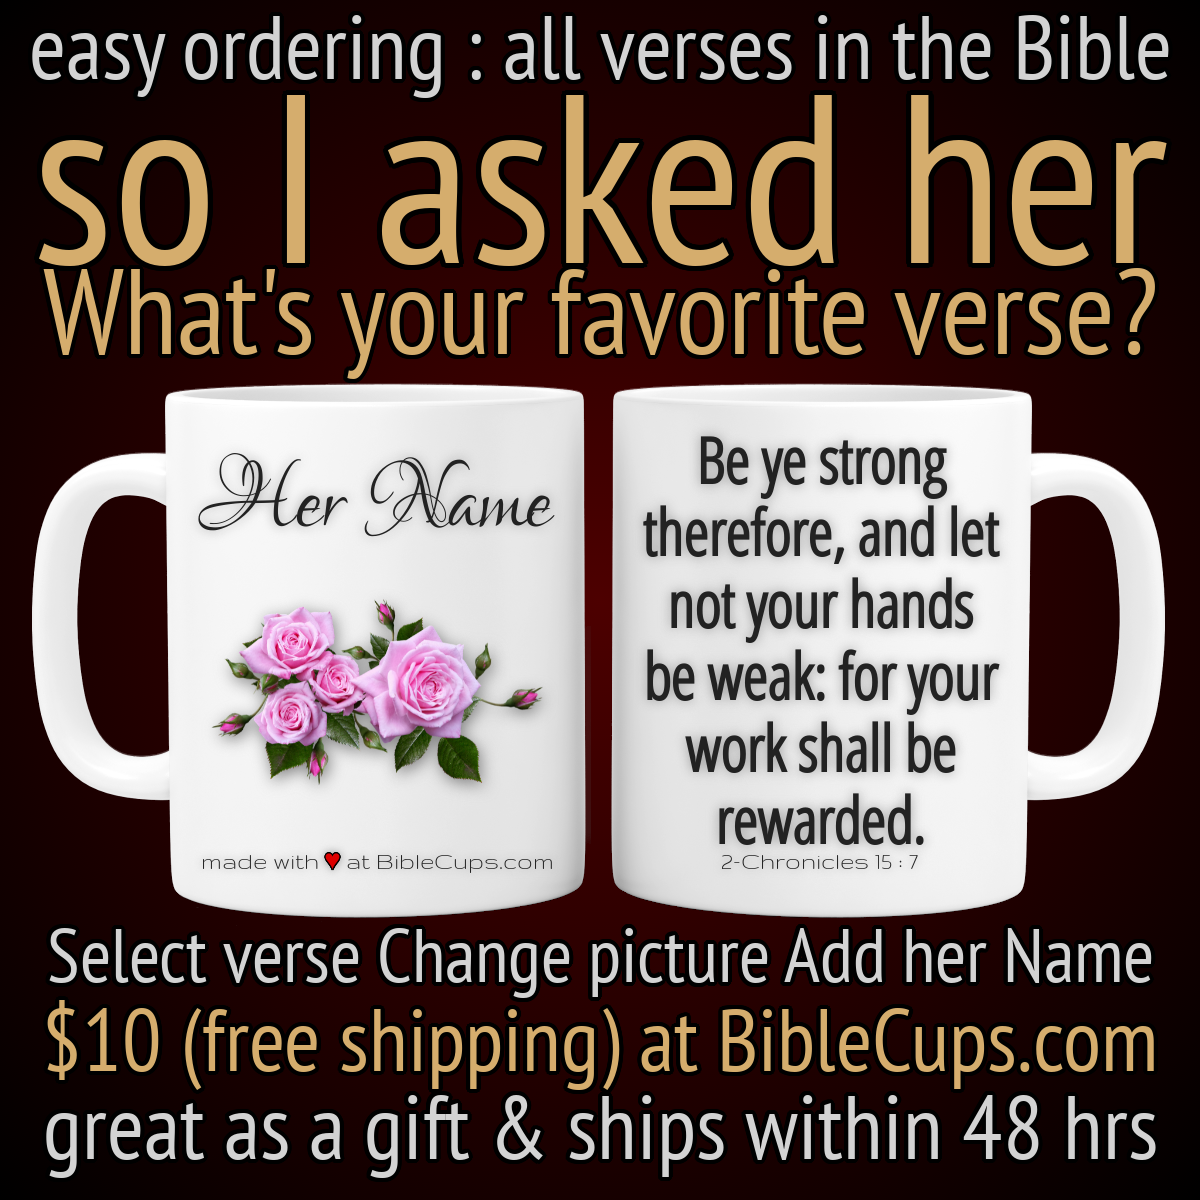 easy ordering : all verses in the Bible
so I asked her
What's your favorite verse?
Her Name
made with at BibleCups.com
Be ye strong
therefore, and let
not your hands
be weak: for your
work shall be
rewarded.
2-Chronicles 15 : 7
Select verse Change picture Add her Name
$10 (free shipping) at BibleCups.com
great as a gift & ships within 48 hrs